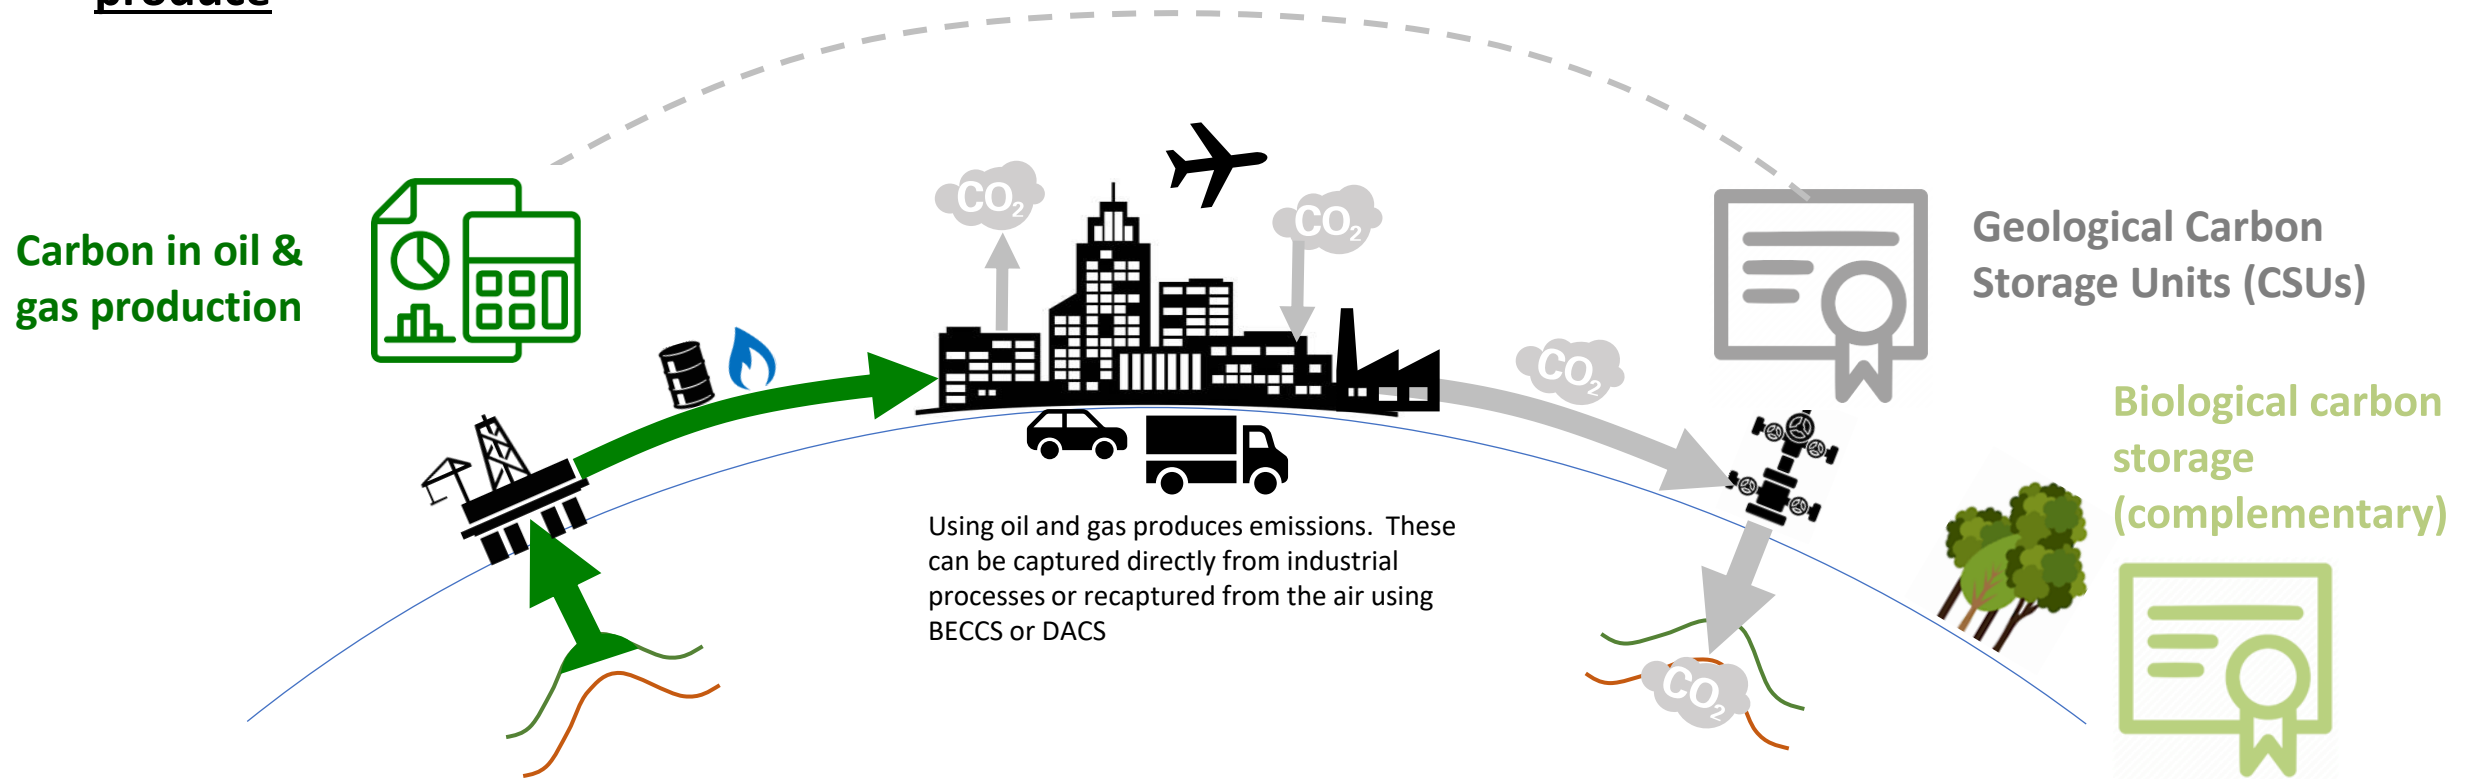 produce
CO2
CO2
Geological Carbon
Storage Units (CSUs)
Carbon in oil &
gas production
CO2
Biological carbon
storage
(complementary)
Using oil and gas produces emissions.  These
can be captured directly from industrial
processes or recaptured from the air using
BECCS or DACS
CO2